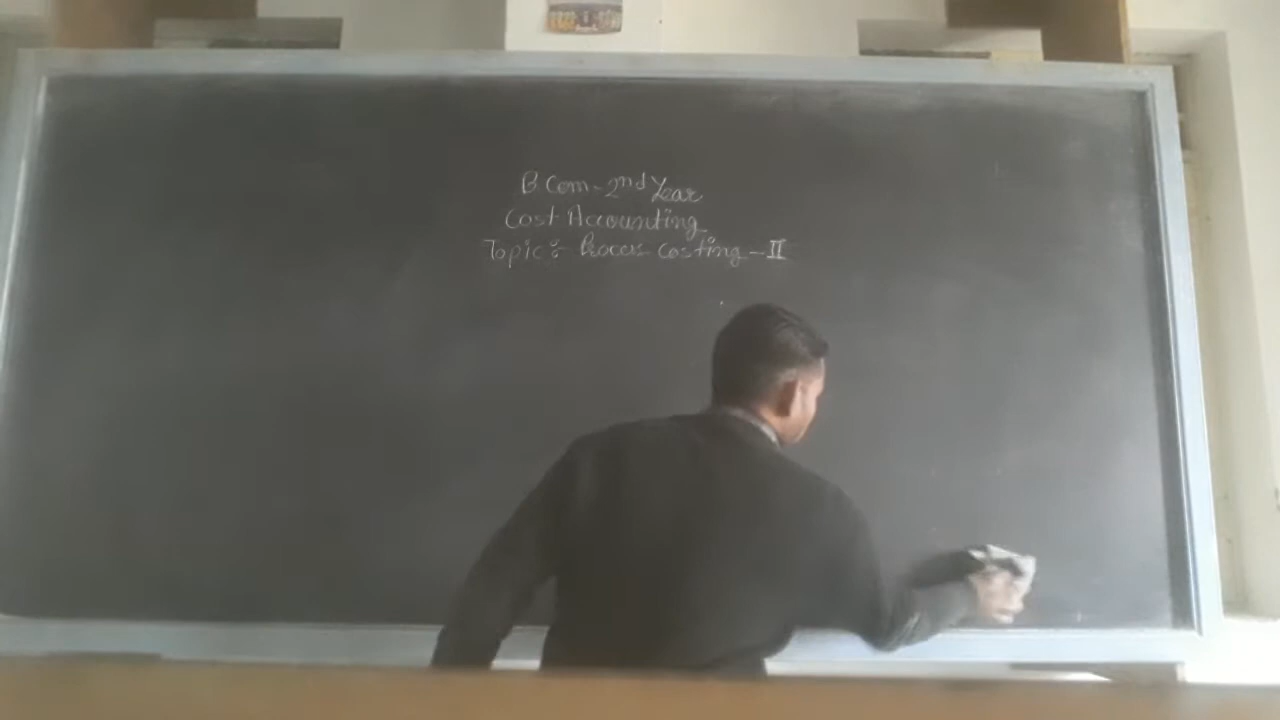 B Com - 2nd Year
Cost Accounting
Topic :- Process Costing - II